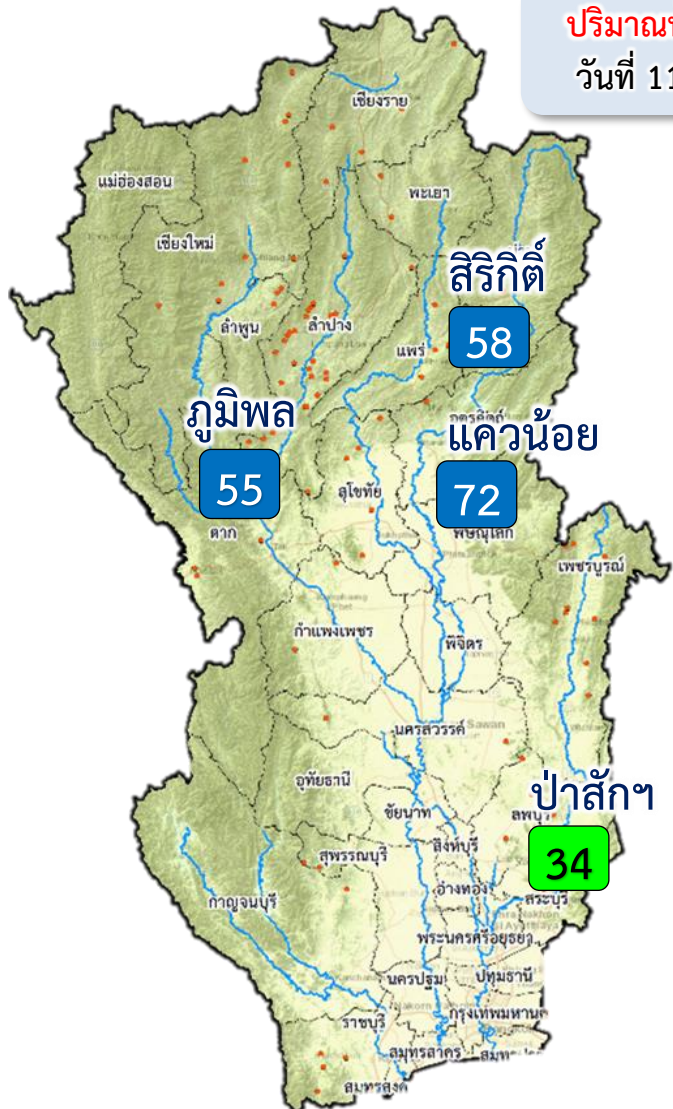 ปริมาณ
วันที่ 11
เชียงราย
แม่ฮ่องสอน
พะเยา
เชียงใหม่
สิริกิติ์
58
ลำพูน
ลำปาง
แพร่
ภูมิพล
55
อุตรดิตถ์
แควน้อย
72
สุโขทัย
ตาก
พิษณุโลก
เพชรบูรณ์
กำแพงเพชร
พิจิตร
นครสวรรค์
Sawan
อุทัยธานี
ป่าสักฯ
34
ชัยนาท
ลพบุรี
สิงห์บุรี
สุพรรณบุรี
อ่างทอง
สระบุรี
กาญจนบุรี
พระนครศรีอยุธยา
นครปฐม
ปทุมธานี
ราชบุรี
กรุงเทพมหานค
สมุทรสาคร
สมุทรสงค